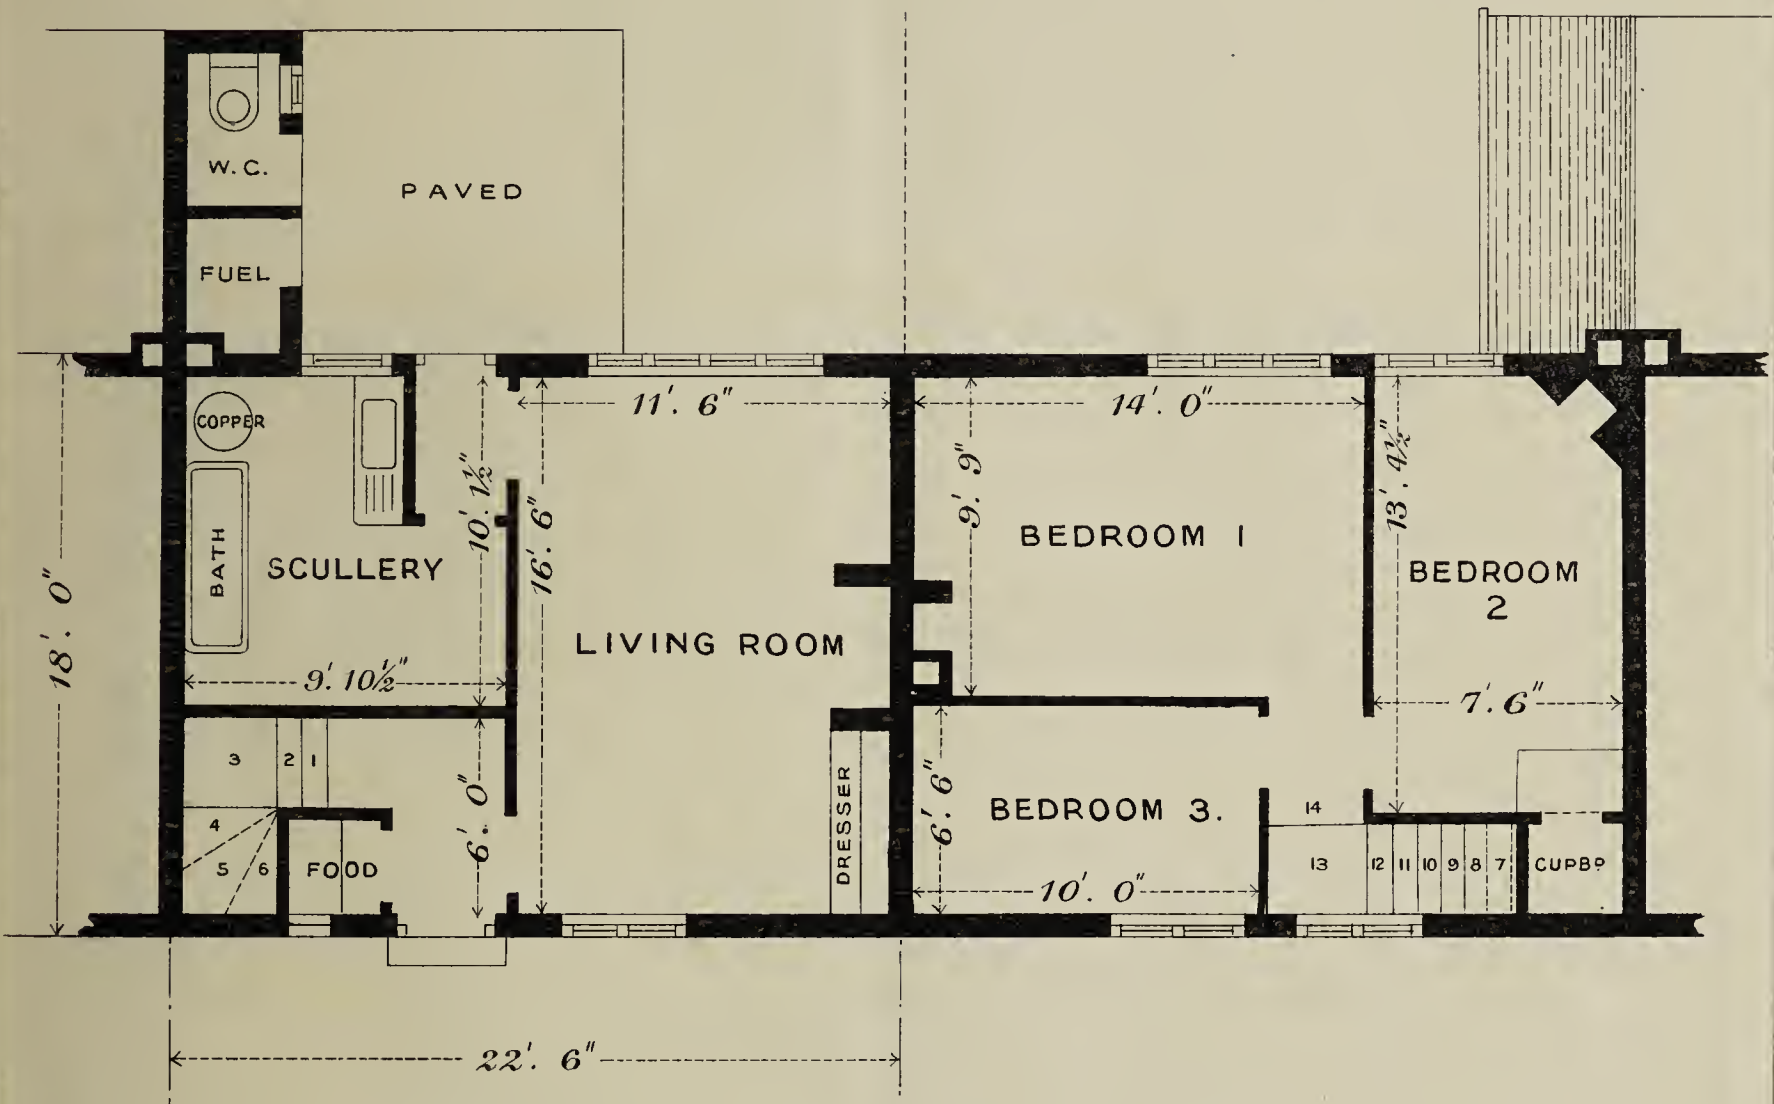 W.C.
PAVED
FUEL
COPPER
11'. 6"
14'. 0"
10'. 1½"
16'. 6"
9'. 9"
13'. 4½"
BATH
SCULLERY
BEDROOM 1
BEDROOM
2
18'. 0"
LIVING ROOM
9'. 10½"
7'. 6"
3 2 1
4
5 6
FOOD
6'. 0"
DRESSER
6'. 6"
BEDROOM 3.
14
13 12 11 10 9 8 7
CUPBD
10'. 0"
22'. 6"